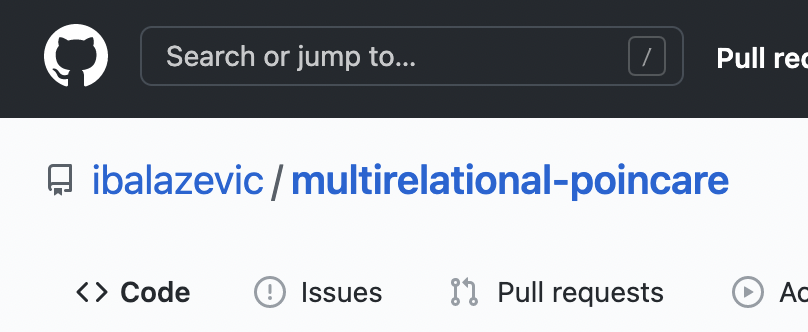 Search or jump to... /
ibalazevic / multirelational-poincare
Code Issues Pull requests